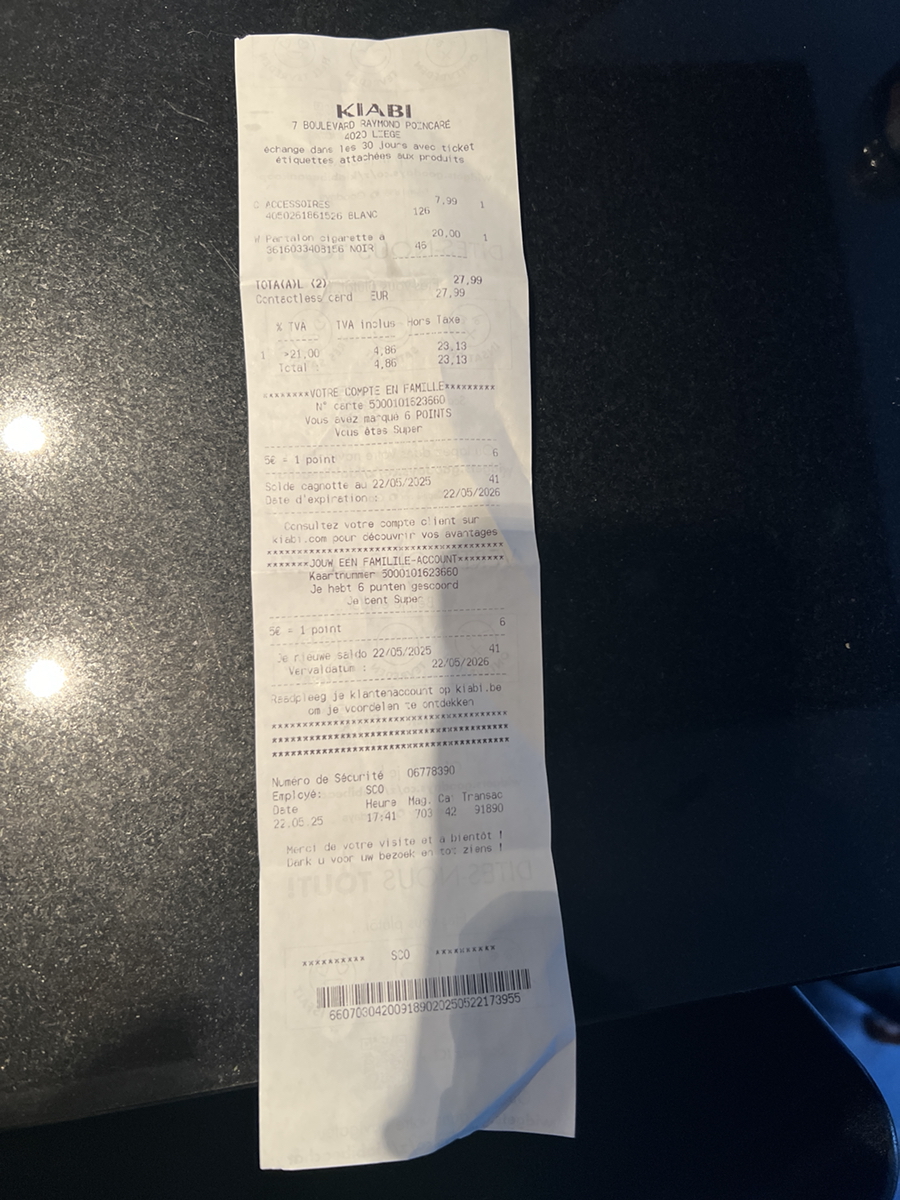 KIABI
7 BOULEVARD RAYMOND POINCARÉ
4020 LIEGE
échange dans les 30 jours avec ticket
étiquettes attachées aux produits
G ACCESSOIRES 7,99 1
4050261861526 BLANC 126
W Pantalon cigarette a 20,00 1
3616033408156 NOIR 46
TOTA(A)L (2) 27,99
Contactless card EUR 27,99
% TVA TVA inclus Hors Taxe
1 >21,00 4,86 23,13
Total : 4,86 23,13
********VOTRE COMPTE EN FAMILLE*********
N° carte 5000101623660
Vous avez marqué 6 POINTS
Vous êtes Super
5€ = 1 point 6
Solde cagnotte au 22/05/2025 41
Date d'expiration : 22/05/2026
Consultez votre compte client sur
kiabi.com pour découvrir vos avantages
****************************************
*******JOUW EEN FAMILILE-ACCOUNT********
Kaartnummer 5000101623660
Je hebt 6 punten gescoord
Je bent Super
5€ = 1 point 6
Je nieuwe saldo 22/05/2025 41
Vervaldatum : 22/05/2026
Raadpleeg je klantenaccount op kiabi.be
om je voordelen te ontdekken
****************************************
****************************************
****************************************
Numéro de Sécurité : 06778390
Employé: SCO
Date Heure Mag. Ca Transac
22.05.25 17:41 703 42 91890
Merci de votre visite et a bientôt !
Dank u voor uw bezoek en tot ziens !
DITES-NOUS TOUT!
********** SCO **********
66070304200918902025052217​3955